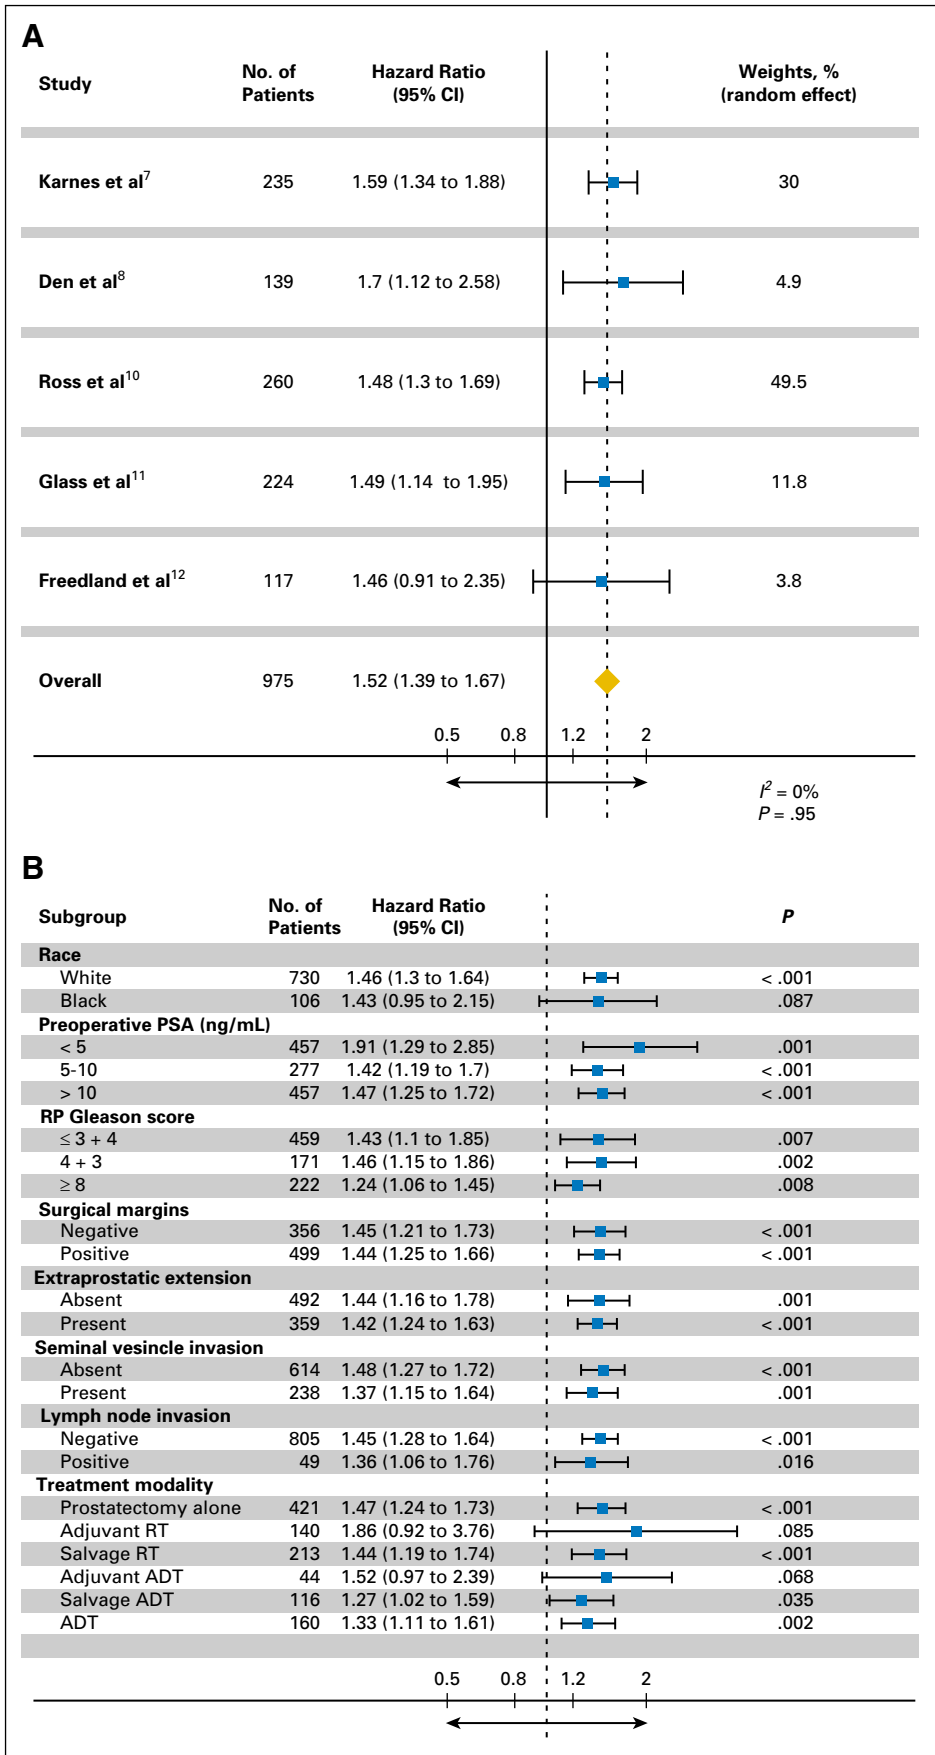 A
Study No. of Patients Hazard Ratio (95% CI) Weights, % (random effect)
Karnes et al7 235 1.59 (1.34 to 1.88) 30
Den et al8 139 1.7 (1.12 to 2.58) 4.9
Ross et al10 260 1.48 (1.3 to 1.69) 49.5
Glass et al11 224 1.49 (1.14 to 1.95) 11.8
Freedland et al12 117 1.46 (0.91 to 2.35) 3.8
Overall 975 1.52 (1.39 to 1.67)
0.5 0.8 1.2 2
I2 = 0%
P = .95
B
Subgroup No. of Patients Hazard Ratio (95% CI) P
Race
White 730 1.46 (1.3 to 1.64) < .001
Black 106 1.43 (0.95 to 2.15) .087
Preoperative PSA (ng/mL)
< 5 457 1.91 (1.29 to 2.85) .001
5-10 277 1.42 (1.19 to 1.7) < .001
> 10 457 1.47 (1.25 to 1.72) < .001
RP Gleason score
≤ 3 + 4 459 1.43 (1.1 to 1.85) .007
4 + 3 171 1.46 (1.15 to 1.86) .002
≥ 8 222 1.24 (1.06 to 1.45) .008
Surgical margins
Negative 356 1.45 (1.21 to 1.73) < .001
Positive 499 1.44 (1.25 to 1.66) < .001
Extraprostatic extension
Absent 492 1.44 (1.16 to 1.78) .001
Present 359 1.42 (1.24 to 1.63) < .001
Seminal vesincle invasion
Absent 614 1.48 (1.27 to 1.72) < .001
Present 238 1.37 (1.15 to 1.64) .001
Lymph node invasion
Negative 805 1.45 (1.28 to 1.64) < .001
Positive 49 1.36 (1.06 to 1.76) .016
Treatment modality
Prostatectomy alone 421 1.47 (1.24 to 1.73) < .001
Adjuvant RT 140 1.86 (0.92 to 3.76) .085
Salvage RT 213 1.44 (1.19 to 1.74) < .001
Adjuvant ADT 44 1.52 (0.97 to 2.39) .068
Salvage ADT 116 1.27 (1.02 to 1.59) .035
ADT 160 1.33 (1.11 to 1.61) .002
0.5 0.8 1.2 2